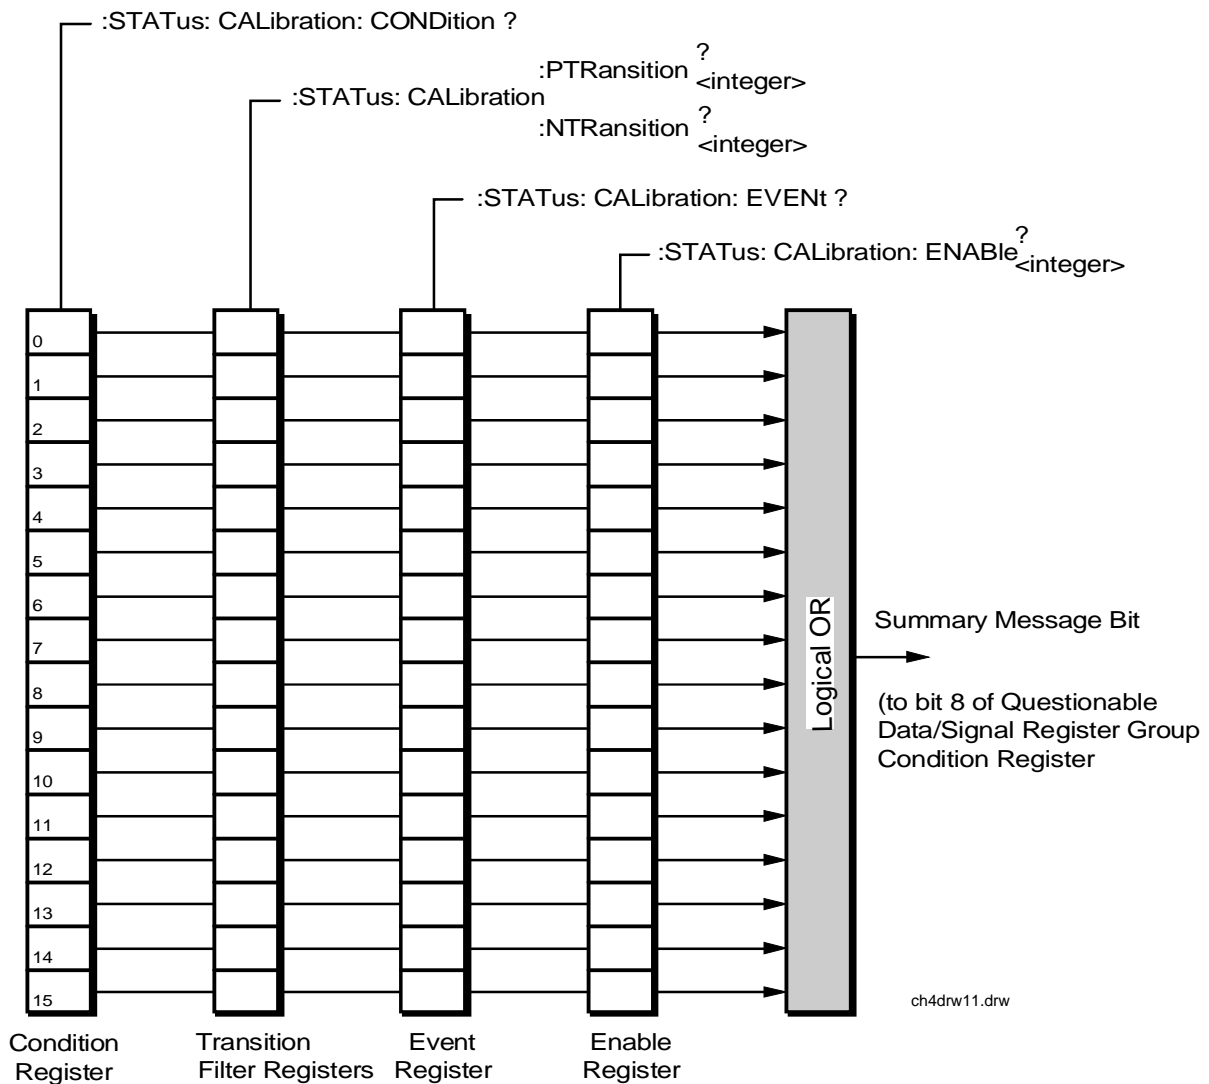 :STATus: CALibration: CONDition ?
:PTRansition ?
<integer>
:STATus: CALibration
:NTRansition ?
<integer>
:STATus: CALibration: EVENt ?
:STATus: CALibration: ENABle ?
<integer>
0
1
2
3
4
5
6
7
8
9
10
11
12
13
14
15
Logical OR
Summary Message Bit
(to bit 8 of Questionable
Data/Signal Register Group
Condition Register
ch4drw11.drw
Condition
Register
Transition
Filter Registers
Event
Register
Enable
Register